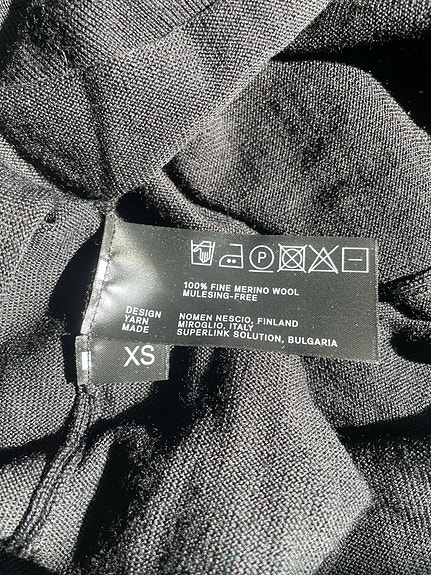 P
100% FINE MERINO WOOL
MULESING-FREE
DESIGN NOMEN NESCIO, FINLAND
YARN MIROGLIO, ITALY
MADE SUPERLINK SOLUTION, BULGARIA
XS